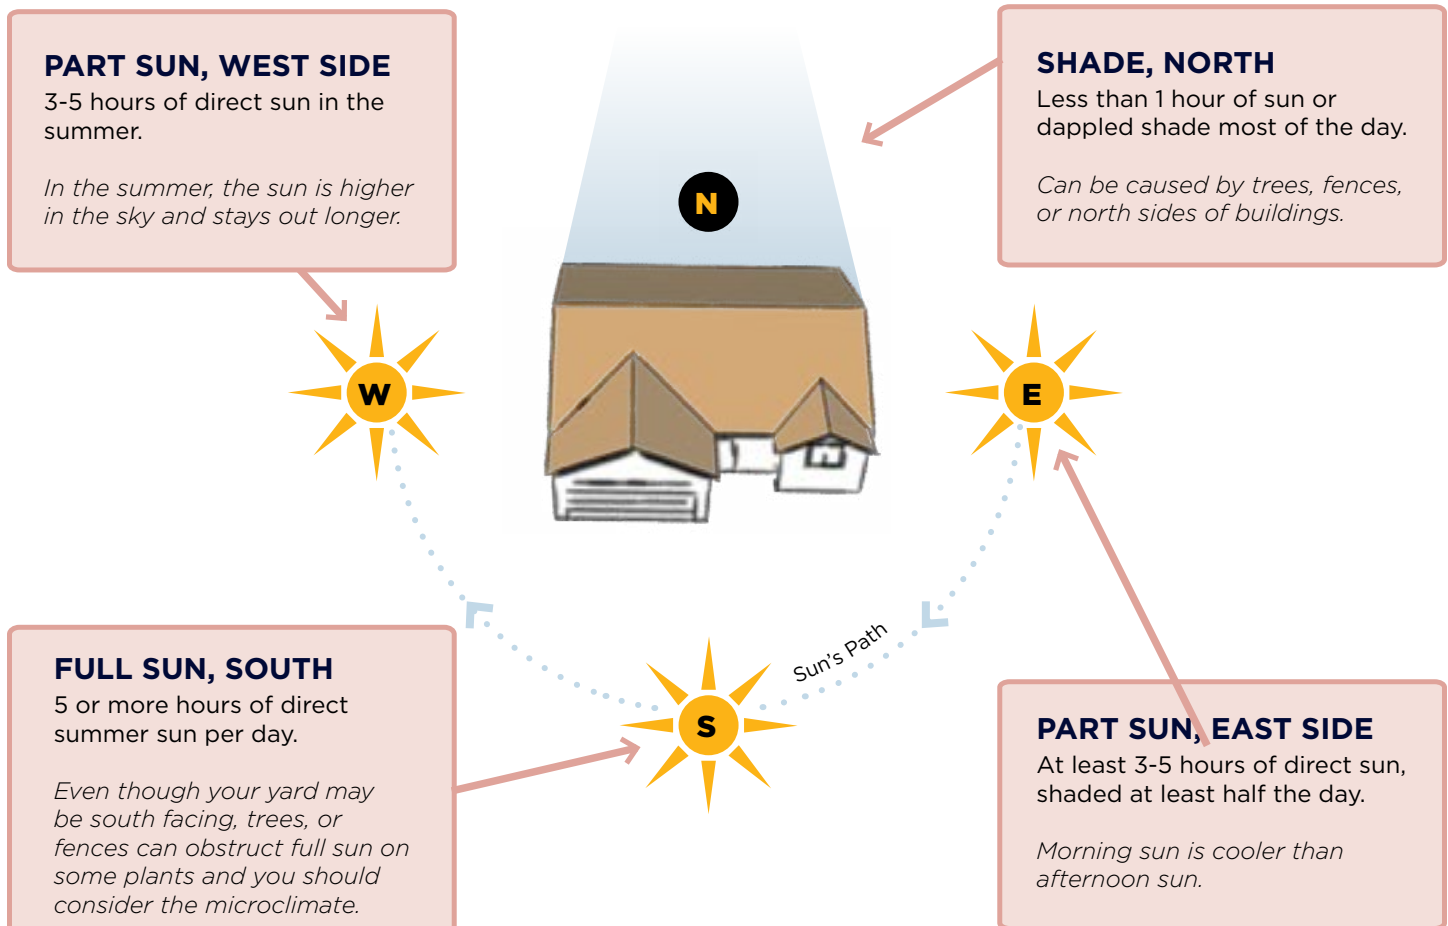 PART SUN, WEST SIDE
3-5 hours of direct sun in the
summer.
In the summer, the sun is higher
in the sky and stays out longer.
SHADE, NORTH
Less than 1 hour of sun or
dappled shade most of the day.
Can be caused by trees, fences,
or north sides of buildings.
N
W
E
Sun's Path
S
FULL SUN, SOUTH
5 or more hours of direct
summer sun per day.
Even though your yard may
be south facing, trees, or
fences can obstruct full sun on
some plants and you should
consider the microclimate.
PART SUN, EAST SIDE
At least 3-5 hours of direct sun,
shaded at least half the day.
Morning sun is cooler than
afternoon sun.